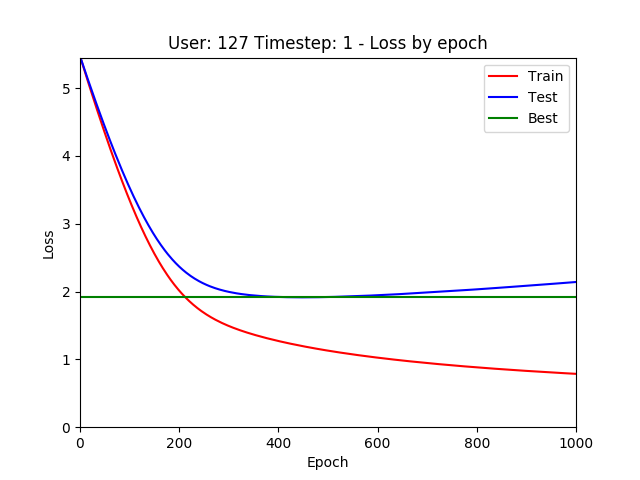 User: 127 Timestep: 1 - Loss by epoch
Train
Test
Best
Loss
5
4
3
2
1
0
0 200 400 600 800 1000
Epoch